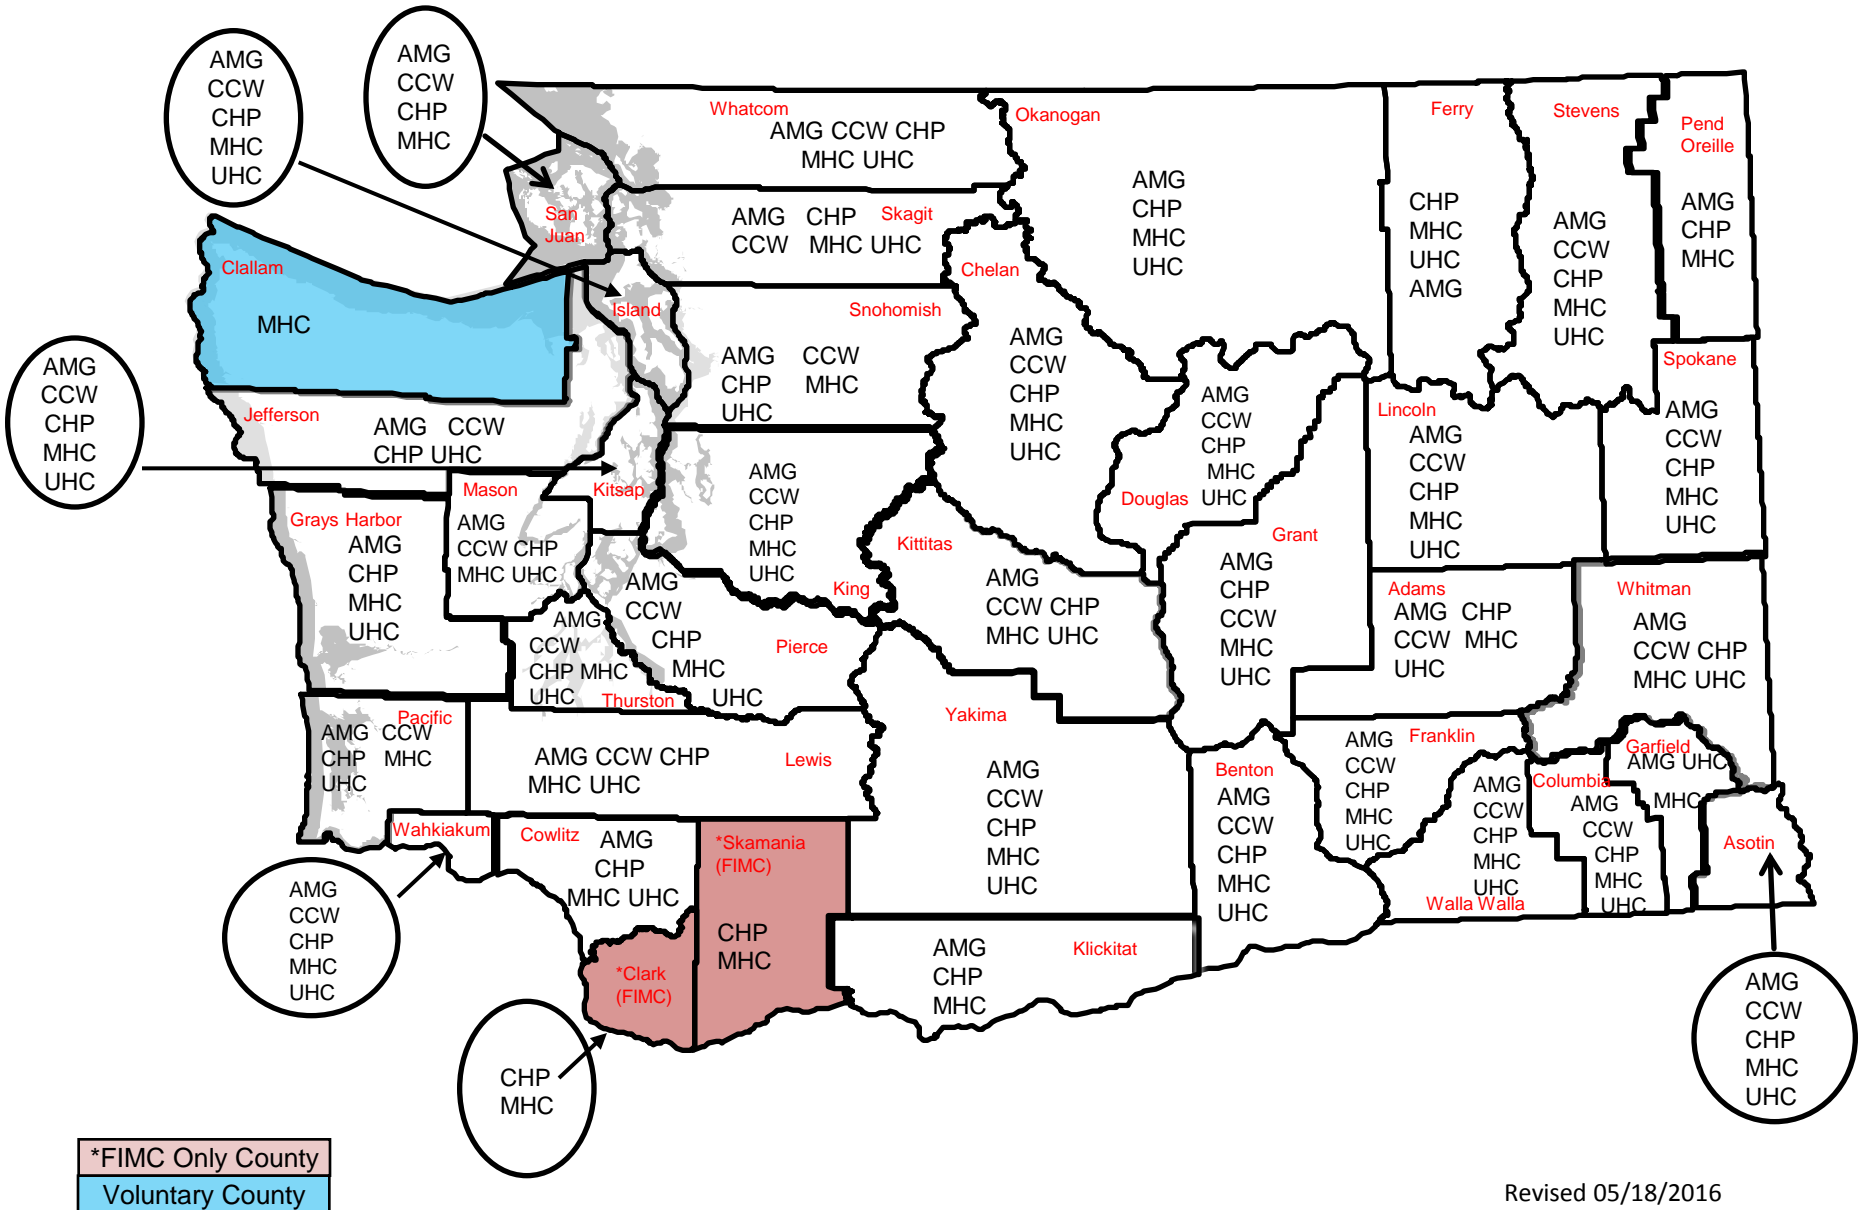 AMG
CCW
CHP
MHC
UHC
AMG
CCW
CHP
MHC
Whatcom
AMG CCW CHP
MHC UHC
Okanogan
AMG
CHP
MHC
UHC
Ferry
CHP
MHC
UHC
AMG
Stevens
AMG
CCW
CHP
MHC
UHC
Pend
Oreille
AMG
CHP
MHC
San
Juan
AMG CHP Skagit
CCW MHC UHC
Clallam
MHC
Island
Snohomish
AMG CCW
CHP MHC
UHC
Chelan
AMG
CCW
CHP
MHC
UHC
AMG
CCW
CHP
MHC
UHC
Douglas
Spokane
AMG
CCW
CHP
MHC
UHC
AMG
CCW
CHP
MHC
UHC
Jefferson
AMG CCW
CHP UHC
Lincoln
AMG
CCW
CHP
MHC
UHC
Mason
AMG
CCW CHP
MHC UHC
Kitsap
AMG
CCW
CHP
MHC
UHC
King
Grays Harbor
AMG
CHP
MHC
UHC
Kittitas
AMG
CCW CHP
MHC UHC
Grant
AMG
CHP
CCW
MHC
UHC
Adams
AMG CHP
CCW MHC
UHC
Whitman
AMG
CCW CHP
MHC UHC
AMG
CCW
CHP MHC
UHC
Thurston
AMG
CCW
CHP
MHC
UHC
Pierce
Pacific
AMG CCW
CHP MHC
UHC
AMG CCW CHP
MHC UHC
Lewis
Yakima
AMG
CCW
CHP
MHC
UHC
Benton
AMG
CCW
CHP
MHC
UHC
Franklin
AMG
CCW
CHP
MHC
UHC
AMG
CCW
CHP
MHC
UHC
Walla Walla
Columbia
AMG
CCW
CHP
MHC
UHC
Garfield
AMG UHC
MHC
Asotin
Wahkiakum
Cowlitz
AMG
CHP
MHC UHC
*Skamania
(FIMC)
CHP
MHC
*Clark
(FIMC)
Klickitat
AMG
CHP
MHC
AMG
CCW
CHP
MHC
UHC
CHP
MHC
AMG
CCW
CHP
MHC
UHC
*FIMC Only County
Voluntary County
Revised 05/18/2016